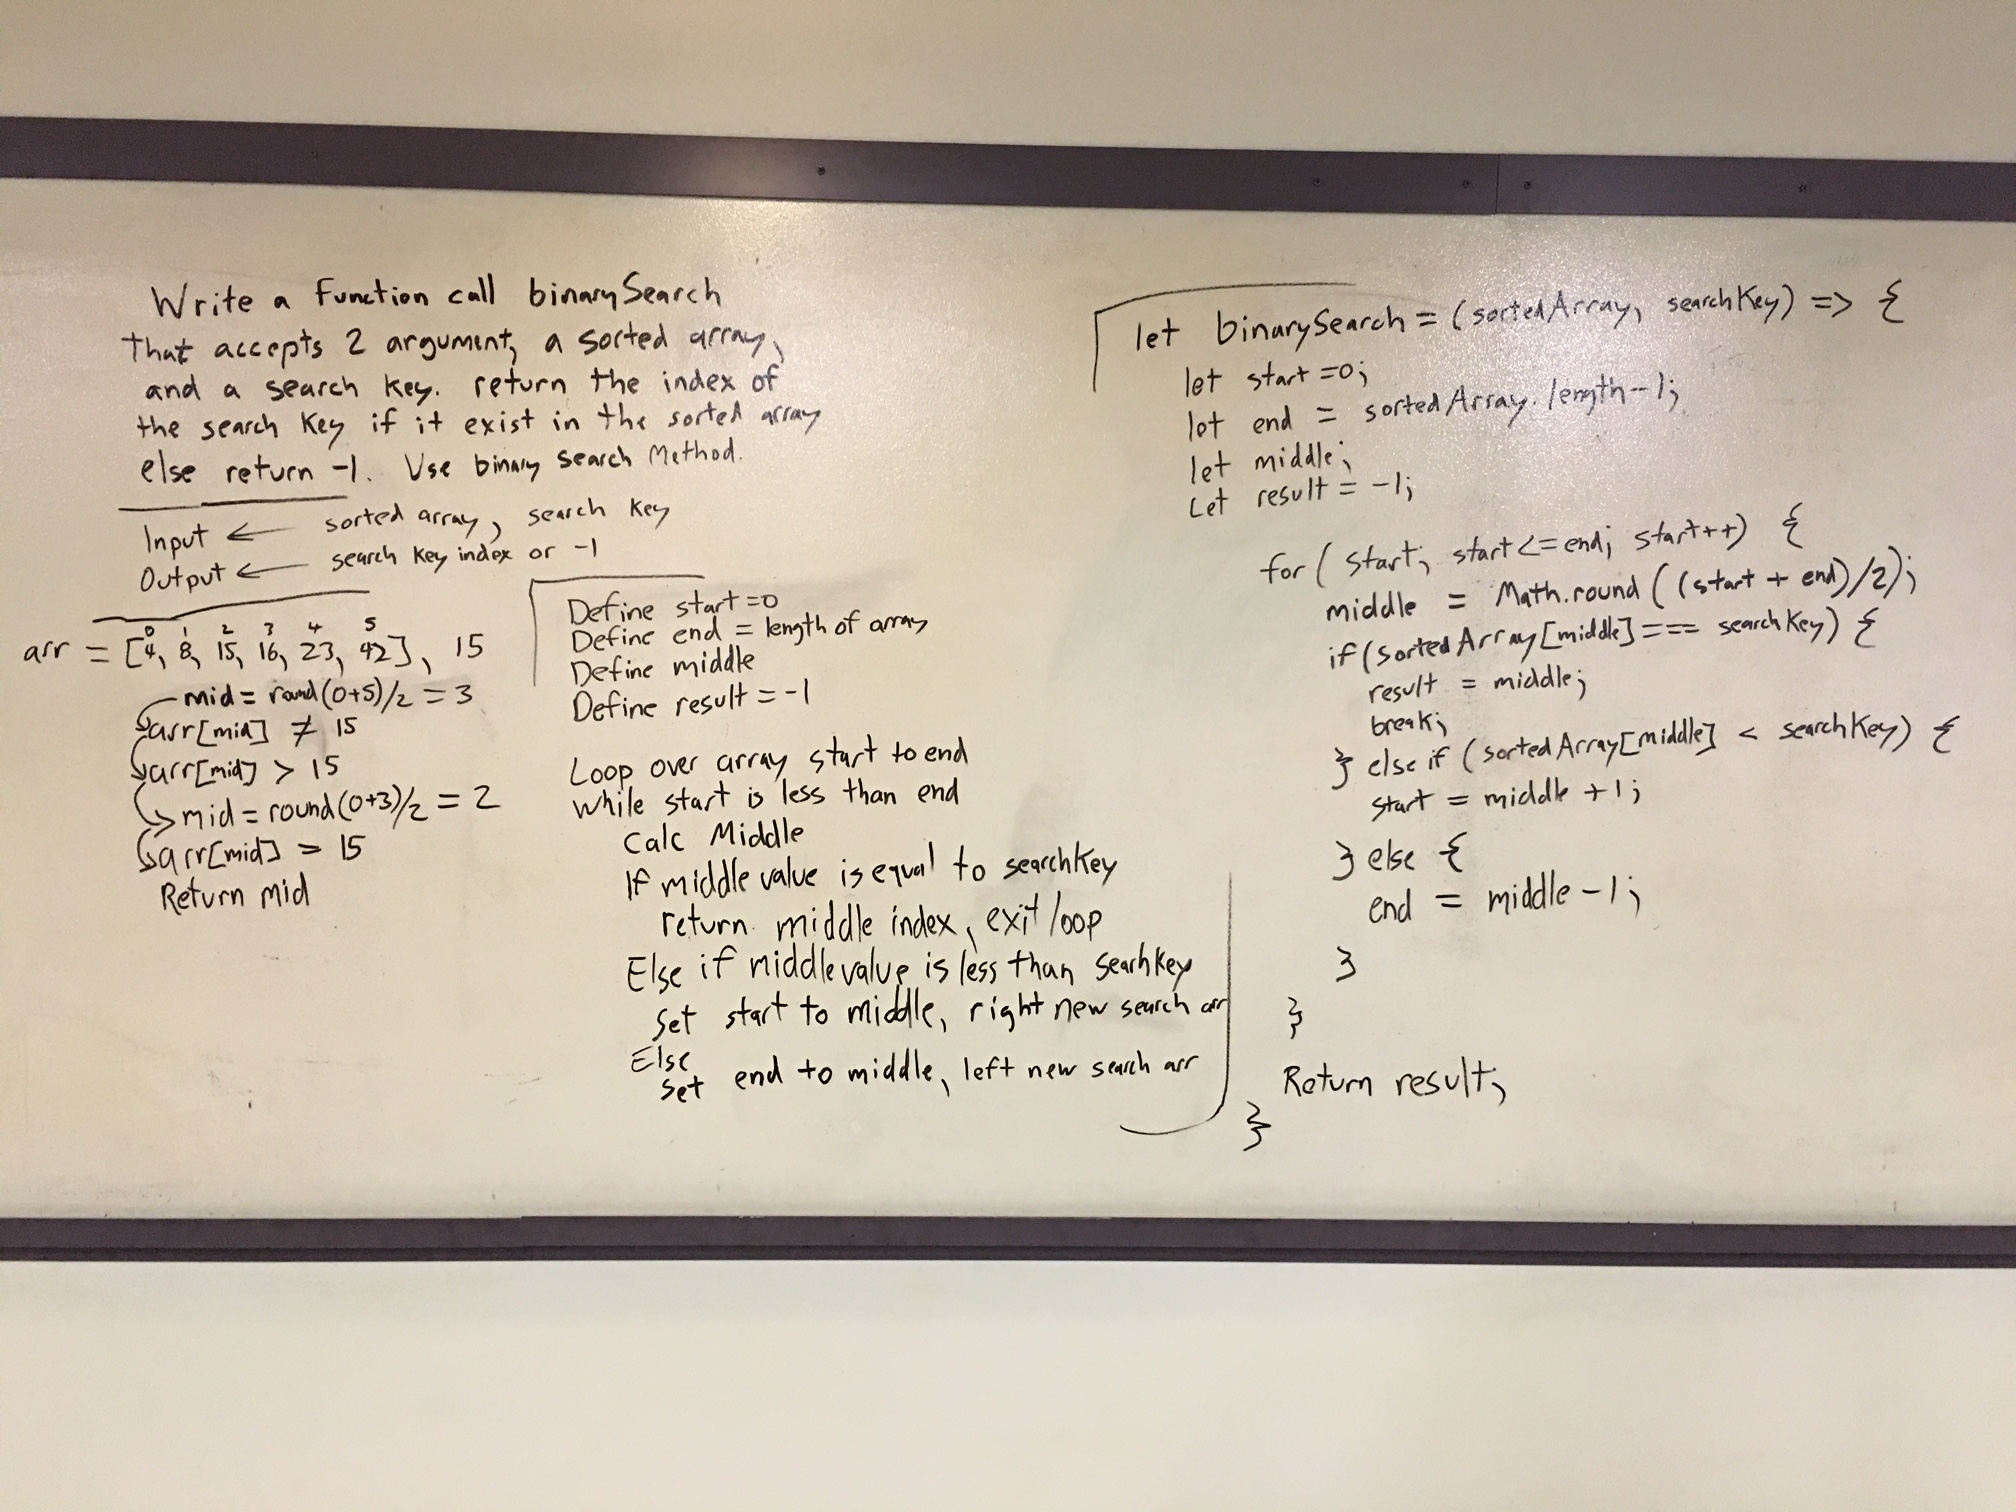 Write a function call binarySearch
that accepts 2 argument, a sorted array,
and a search key. return the index of
the search key if it exist in the sorted array
else return -1. Use binary search Method.
Input ← sorted array, search key
Output ← search key index or -1
0 1 2 3 4 5
arr = [4, 8, 15, 16, 23, 42], 15
mid = round(0+5)/2 = 3
arr[mid] ≠ 15
arr[mid] > 15
mid = round(0+3)/2 = 2
arr[mid] = 15
Return mid
Define start=0
Define end = length of array
Define middle
Define result = -1
Loop over array start to end
while start is less than end
Calc Middle
If middle value is equal to searchKey
return middle index, exit loop
Else if middle value is less than searhKey
Set start to middle, right new search arr
Else
Set end to middle, left new search arr
let binarySearch = (sortedArray, searchKey) => {
let start =0;
lot end = sortedArray.length-1;
let middle;
Let result = -1;
for ( start; start<=end; start++) {
middle = Math.round ((start + end)/2);
if(sortedArray[middle]=== searchKey) {
result = middle;
break;
} else if (sortedArray[middle] < searchKey) {
start = middle +1;
} else {
end = middle -1;
}
}
Return result;
}